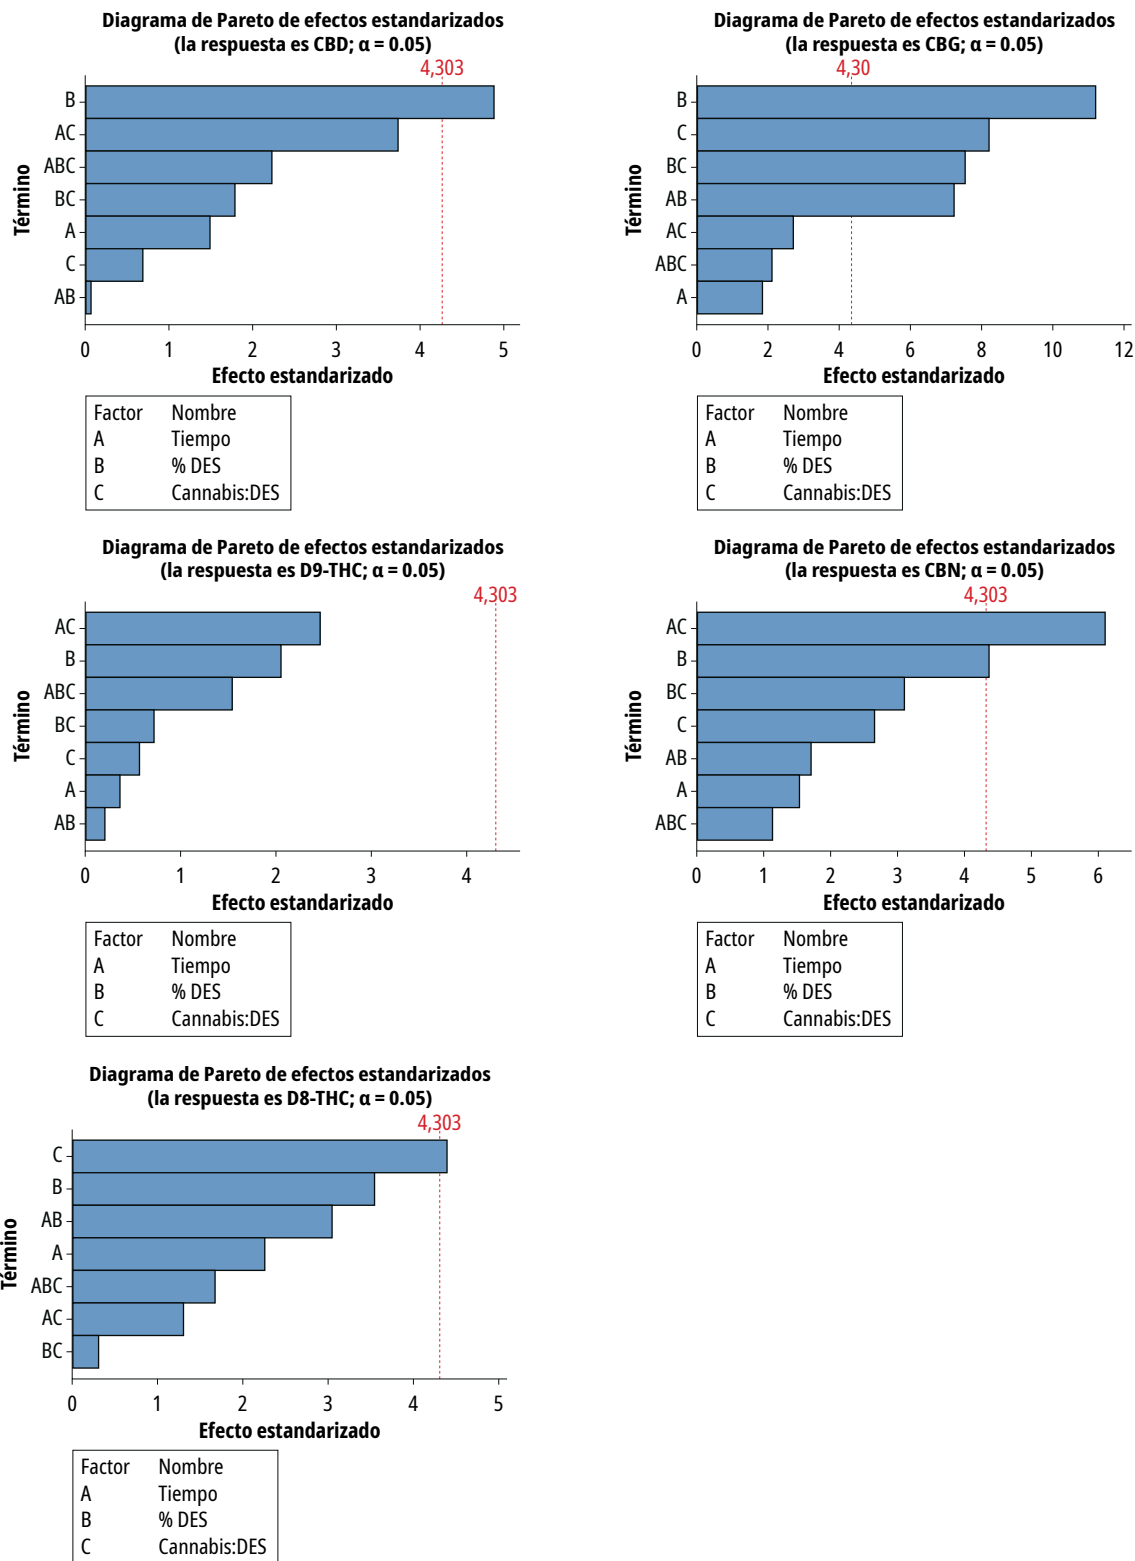 Diagrama de Pareto de efectos estandarizados
(la respuesta es CBD; α = 0.05)
4,303
Término
B
AC
ABC
BC
A
C
AB
0 1 2 3 4 5
Efecto estandarizado
Factor Nombre
A Tiempo
B % DES
C Cannabis:DES
Diagrama de Pareto de efectos estandarizados
(la respuesta es CBG; α = 0.05)
4,30
Término
B
C
BC
AB
AC
ABC
A
0 2 4 6 8 10 12
Efecto estandarizado
Factor Nombre
A Tiempo
B % DES
C Cannabis:DES
Diagrama de Pareto de efectos estandarizados
(la respuesta es D9-THC; α = 0.05)
4,303
Término
AC
B
ABC
BC
C
A
AB
0 1 2 3 4
Efecto estandarizado
Factor Nombre
A Tiempo
B % DES
C Cannabis:DES
Diagrama de Pareto de efectos estandarizados
(la respuesta es CBN; α = 0.05)
4,303
Término
AC
B
BC
C
AB
A
ABC
0 1 2 3 4 5 6
Efecto estandarizado
Factor Nombre
A Tiempo
B % DES
C Cannabis:DES
Diagrama de Pareto de efectos estandarizados
(la respuesta es D8-THC; α = 0.05)
4,303
Término
C
B
AB
A
ABC
AC
BC
0 1 2 3 4 5
Efecto estandarizado
Factor Nombre
A Tiempo
B % DES
C Cannabis:DES